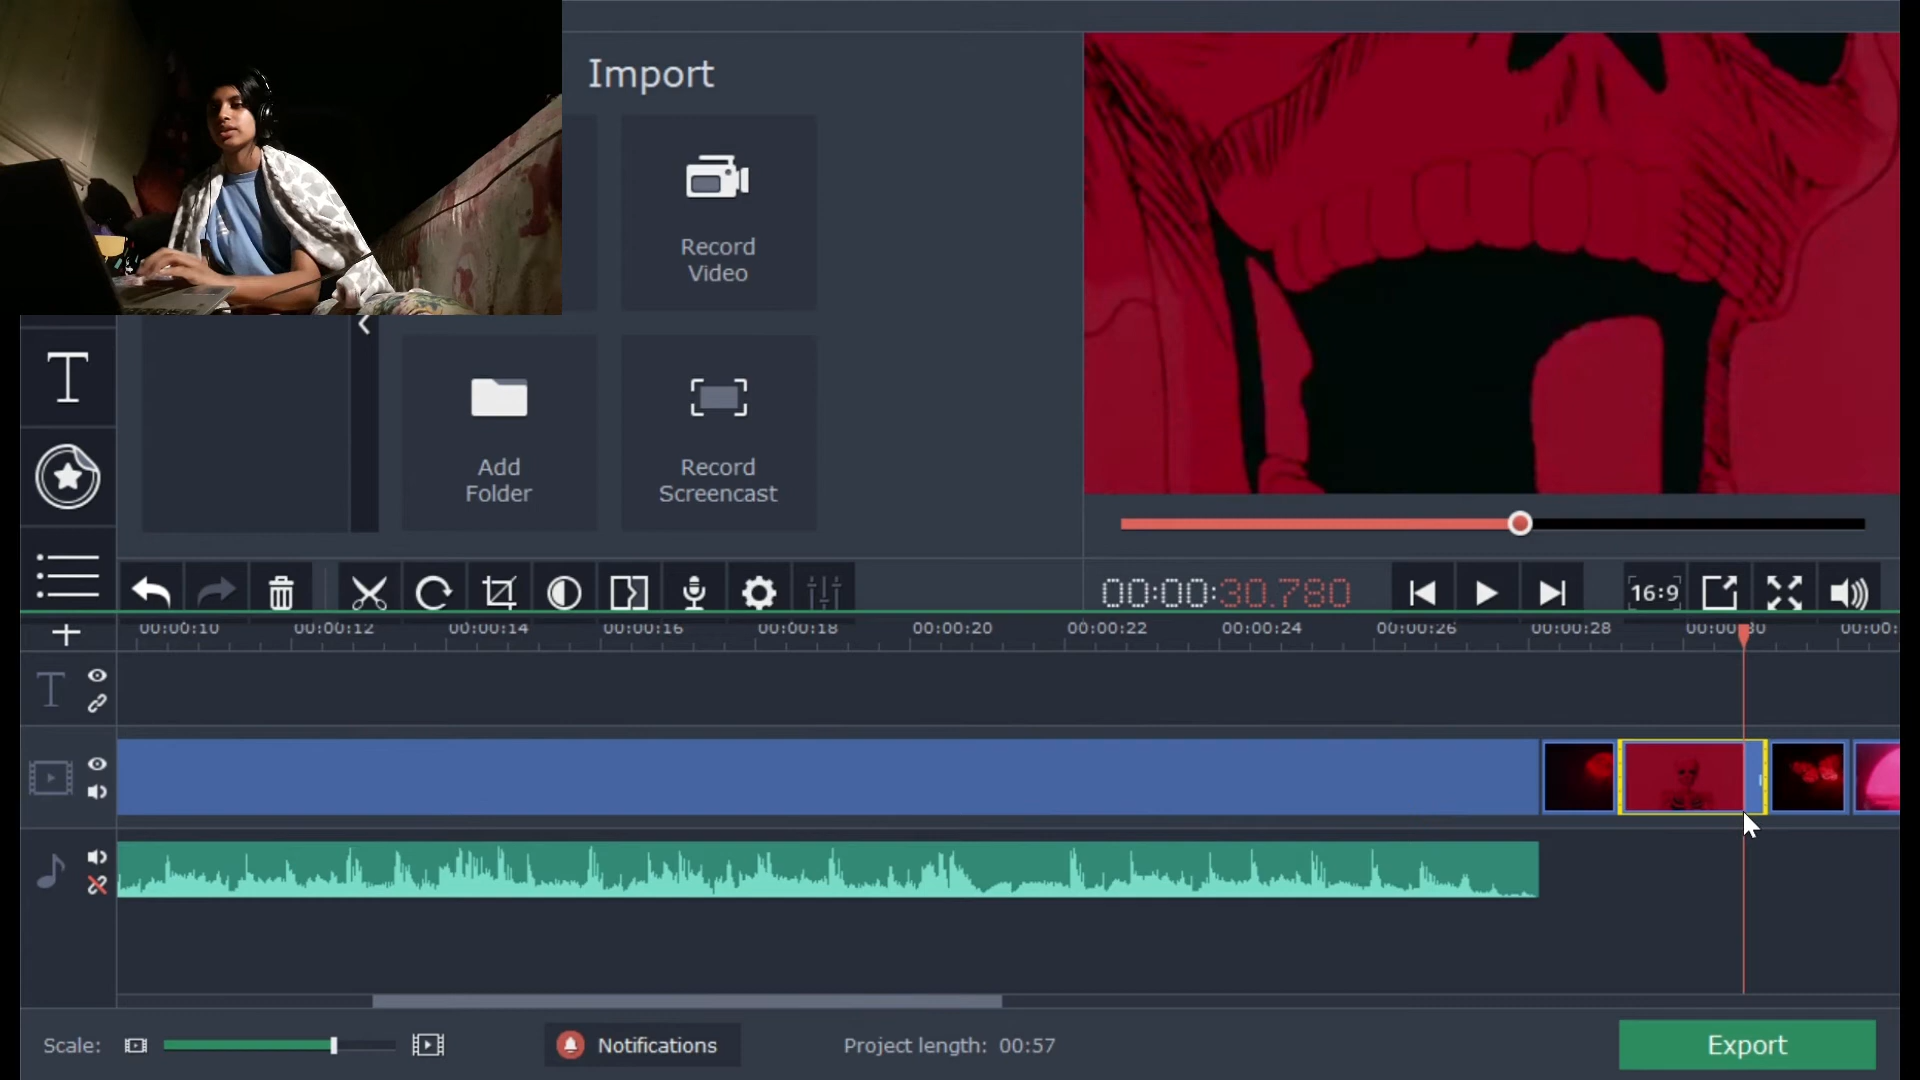 Import
Record
Video
Add
Folder
Record
Screencast
T
00:00:30.780
16:9
00:00:10
00:00:12
00:00:14
00:00:16
00:00:18
00:00:20
00:00:22
00:00:24
00:00:26
00:00:28
00:00:30
00:00:
T
Scale:
Notifications
Project length: 00:57
Export